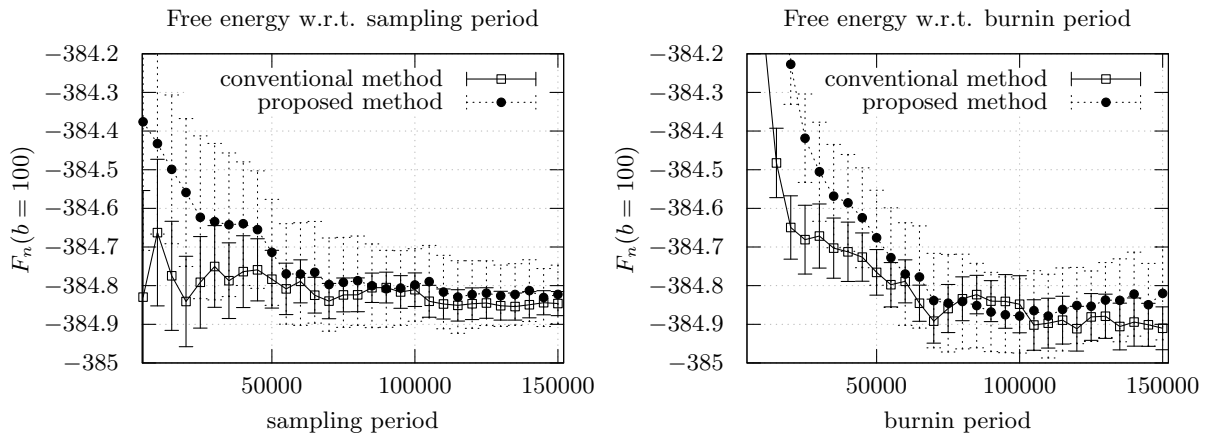 Free energy w.r.t. sampling period
−384.2
−384.3
−384.4
−384.5
−384.6
−384.7
−384.8
−384.9
−385
F_n(b = 100)
conventional method
proposed method
50000 100000 150000
sampling period
Free energy w.r.t. burnin period
−384.2
−384.3
−384.4
−384.5
−384.6
−384.7
−384.8
−384.9
−385
F_n(b = 100)
conventional method
proposed method
50000 100000 150000
burnin period